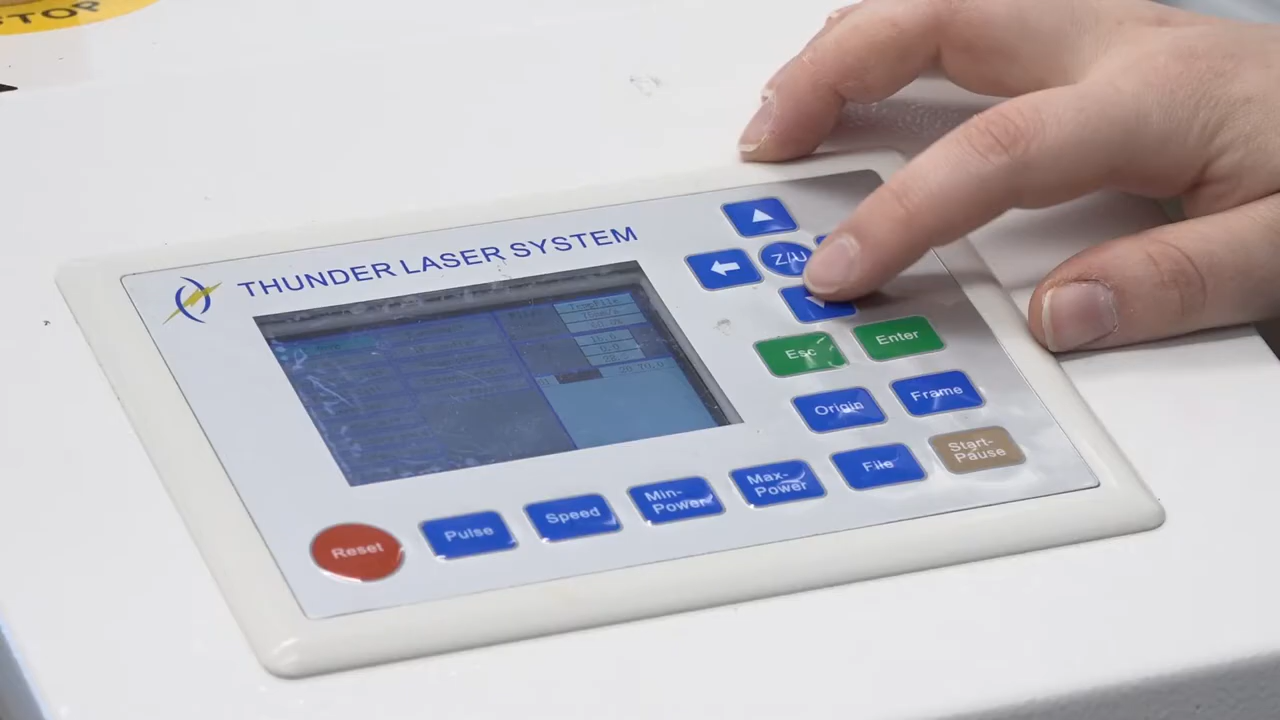 STOP
THUNDER LASER SYSTEM
Z/U
Esc
Enter
Origin
Frame
Start-
Pause
File
Max-
Power
Min-
Power
Speed
Pulse
Reset